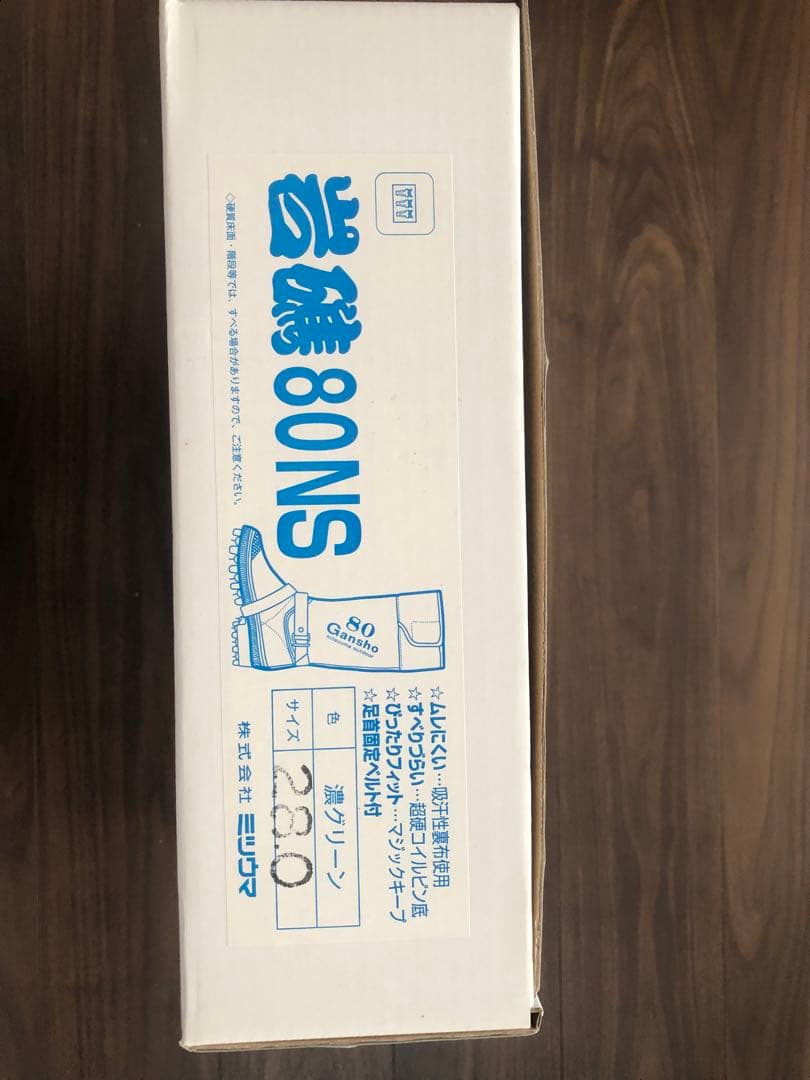 岩礁80NS
◇硬質床面・階段等では、すべる場合がありますので、ご注意ください。
80
Gansho
mitsuuma outdoor
☆ムレにくい…吸汗性裏布使用
☆すべりづらい…超硬コイルピン底
☆ぴったりフィット…マジックキープ
☆足首固定ベルト付
色 濃グリーン
サイズ 28.0
株式会社 ミツウマ